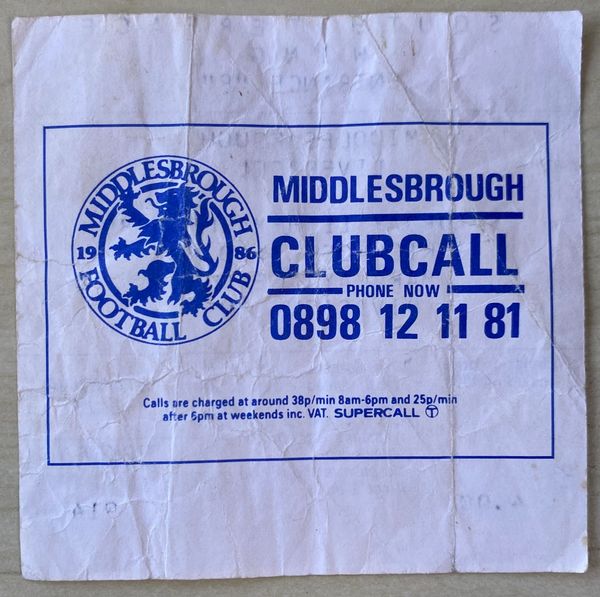 MIDDLESBROUGH
19 86
FOOTBALL CLUB
MIDDLESBROUGH
CLUBCALL
PHONE NOW
0898 12 11 81
Calls are charged at around 38p/min 8am-6pm and 25p/min
after 6pm at weekends inc. VAT. SUPERCALL T